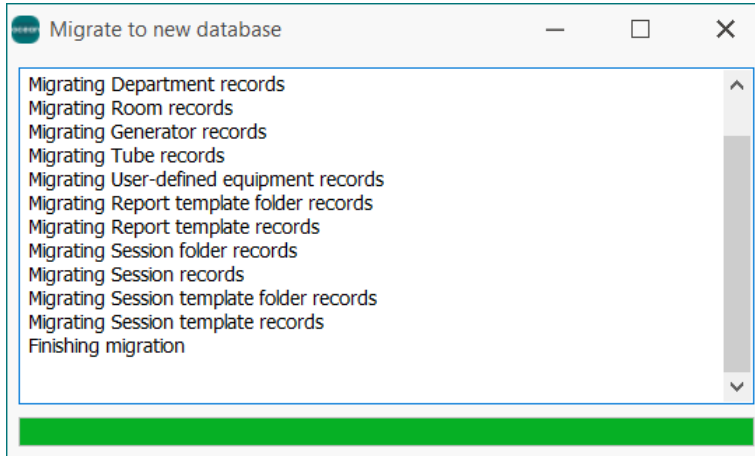 ocean
Migrate to new database
Migrating Department records
Migrating Room records
Migrating Generator records
Migrating Tube records
Migrating User-defined equipment records
Migrating Report template folder records
Migrating Report template records
Migrating Session folder records
Migrating Session records
Migrating Session template folder records
Migrating Session template records
Finishing migration